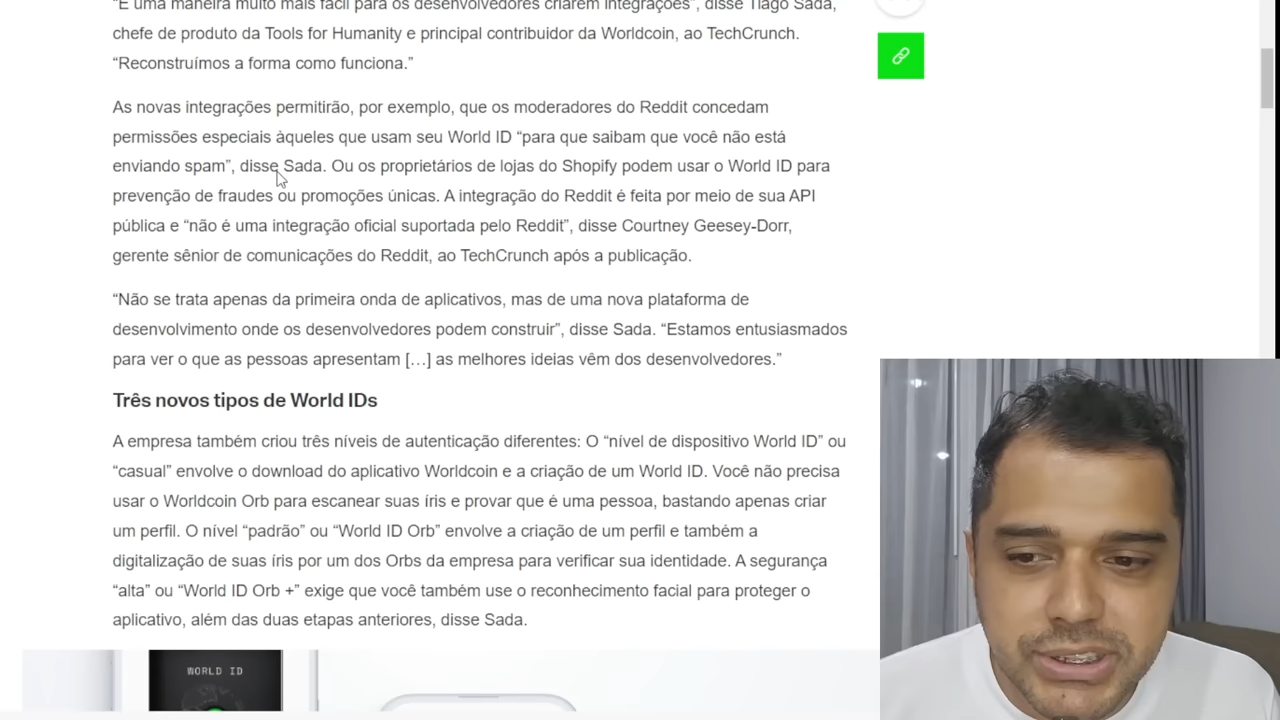 “É uma maneira muito mais fácil para os desenvolvedores criarem integrações”, disse Tiago Sada,
chefe de produto da Tools for Humanity e principal contribuidor da Worldcoin, ao TechCrunch.
“Reconstruímos a forma como funciona.”
As novas integrações permitirão, por exemplo, que os moderadores do Reddit concedam
permissões especiais àqueles que usam seu World ID “para que saibam que você não está
enviando spam”, disse Sada. Ou os proprietários de lojas do Shopify podem usar o World ID para
prevenção de fraudes ou promoções únicas. A integração do Reddit é feita por meio de sua API
pública e “não é uma integração oficial suportada pelo Reddit”, disse Courtney Geesey-Dorr,
gerente sênior de comunicações do Reddit, ao TechCrunch após a publicação.
“Não se trata apenas da primeira onda de aplicativos, mas de uma nova plataforma de
desenvolvimento onde os desenvolvedores podem construir”, disse Sada. “Estamos entusiasmados
para ver o que as pessoas apresentam […] as melhores ideias vêm dos desenvolvedores.”
Três novos tipos de World IDs
A empresa também criou três níveis de autenticação diferentes: O “nível de dispositivo World ID” ou
“casual” envolve o download do aplicativo Worldcoin e a criação de um World ID. Você não precisa
usar o Worldcoin Orb para escanear suas íris e provar que é uma pessoa, bastando apenas criar
um perfil. O nível “padrão” ou “World ID Orb” envolve a criação de um perfil e também a
digitalização de suas íris por um dos Orbs da empresa para verificar sua identidade. A segurança
“alta” ou “World ID Orb +” exige que você também use o reconhecimento facial para proteger o
aplicativo, além das duas etapas anteriores, disse Sada.
WORLD ID